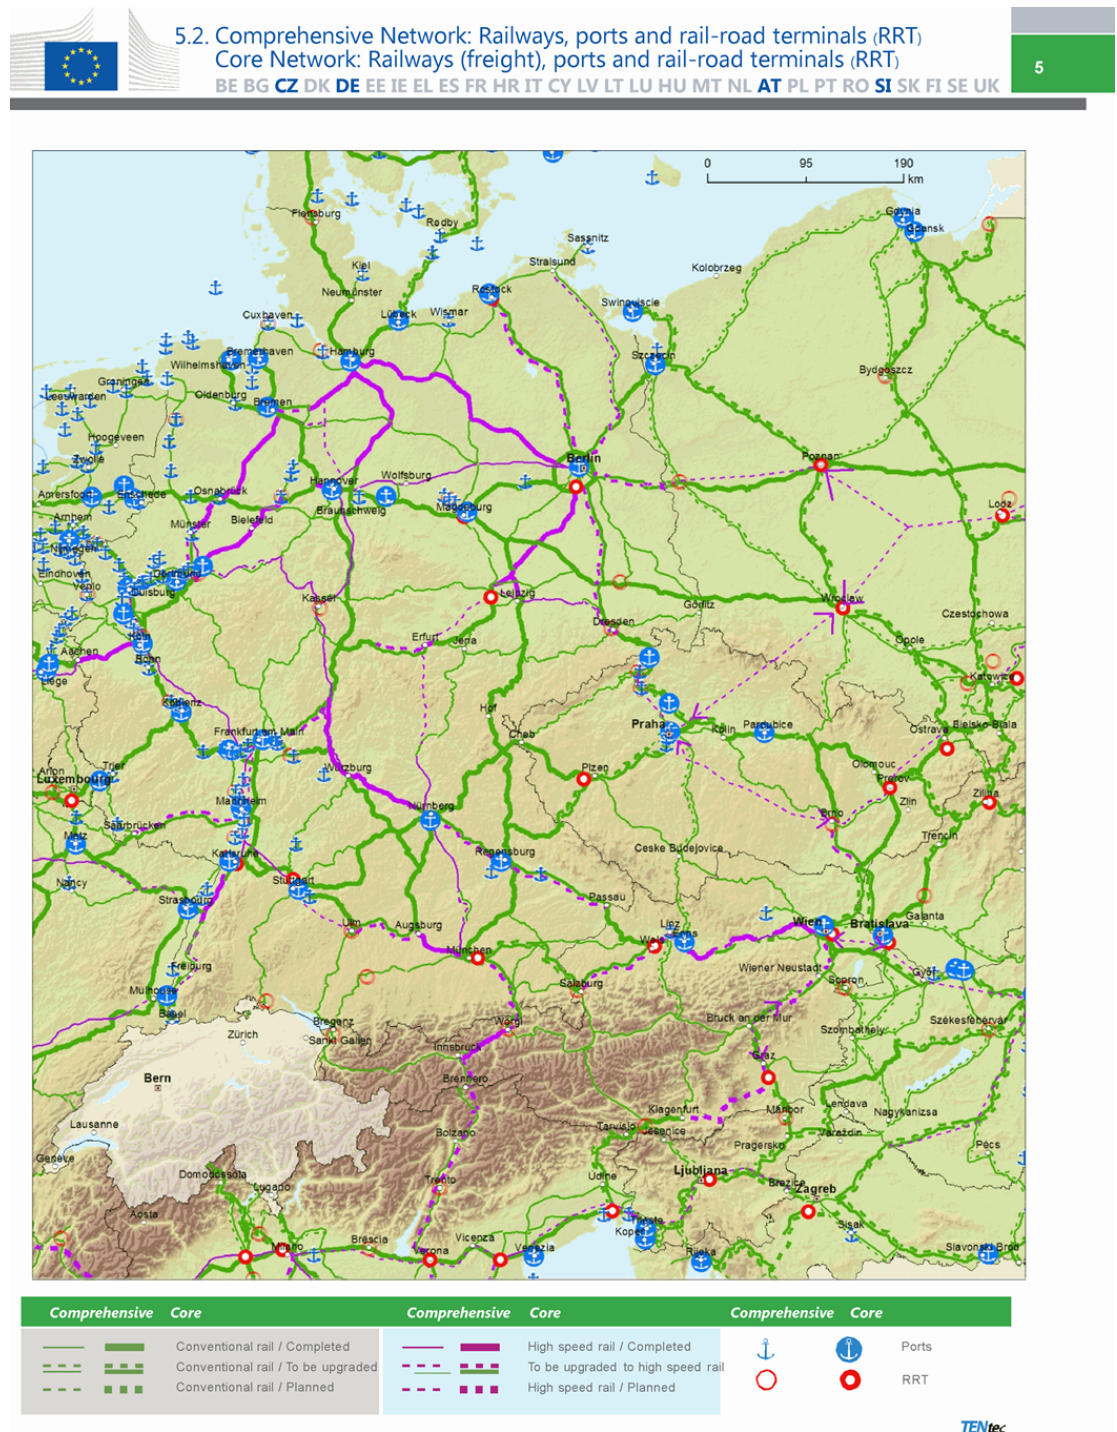 5.2. Comprehensive Network: Railways, ports and rail-road terminals (RRT)
Core Network: Railways (freight), ports and rail-road terminals (RRT)
5
BE BG CZ DK DE EE IE EL ES FR HR IT CY LV LT LU HU MT NL AT PL PT RO SI SK FI SE UK
0 95 190
km
Flensburg
Rødby
Gdynia
Gdansk
Sassnitz
Kiel
Stralsund
Kolobrzeg
Neumünster
Rostock
Swinoujscie
Cuxhaven
Lübeck
Wismar
Bremerhaven
Hamburg
Szczecin
Wilhelmshaven
Groningen
Bydgoszcz
Leeuwarden
Oldenburg
Bremen
Hoogeveen
Zwolle
Berlin
Poznan
Hannover
Wolfsburg
Amersfoort
Enschede
Osnabrück
Braunschweig
Magdeburg
Lodz
Arnhem
Münster
Bielefeld
Nijmegen
Eindhoven
Dortmund
Venlo
Duisburg
Kassel
Leipzig
Görlitz
Wroclaw
Czestochowa
Dresden
Köln
Erfurt
Jena
Opole
Aachen
Bonn
Liège
Katowice
Koblenz
Hof
Praha
Kolin
Pardubice
Ostrava
Bielsko-Biala
Frankfurt am Main
Cheb
Arlon
Trier
Würzburg
Plzen
Olomouc
Luxembourg
Prerov
Zilina
Mannheim
Nürnberg
Zlin
Saarbrücken
Brno
Metz
Trencin
Karlsruhe
Regensburg
Ceske Budejovice
Nancy
Stuttgart
Strasbourg
Passau
Ulm
Augsburg
Linz
Wien
Bratislava
Galanta
Enns
München
Wels
Freiburg
Wiener Neustadt
Györ
Mulhouse
Salzburg
Sopron
Basel
Bregenz
Wörgl
Bruck an der Mur
Székesfehérvár
Zürich
Sankt Gallen
Szombathely
Innsbruck
Graz
Bern
Brennero
Klagenfurt
Maribor
Lendava
Nagykanizsa
Lausanne
Bolzano
Tarvisio
Jesenice
Varaždin
Pragersko
Pécs
Genève
Domodossola
Trento
Udine
Ljubljana
Lugano
Brezice
Zagreb
Aosta
Trieste
Koper
Sisak
Milano
Brescia
Vicenza
Verona
Venezia
Rijeka
Slavonski Brod
Comprehensive Core
Comprehensive Core
Comprehensive Core
Conventional rail / Completed
High speed rail / Completed
Ports
Conventional rail / To be upgraded
To be upgraded to high speed rail
Conventional rail / Planned
High speed rail / Planned
RRT
TENtec